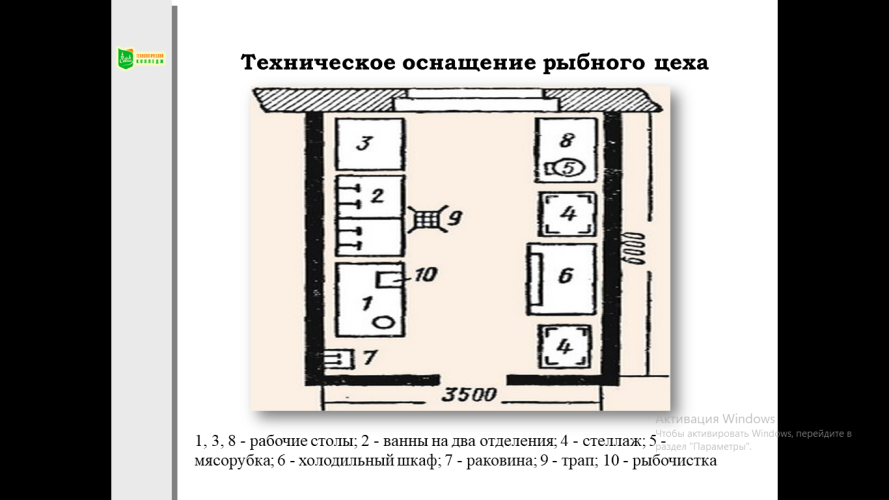 ТЕХНОЛОГИЧЕСКИЙ
КОЛЛЕДЖ
Техническое оснащение рыбного цеха
3
8
5
2
4
9
6000
10
6
1
7
4
3500
Активация Windows
Чтобы активировать Windows, перейдите в
раздел "Параметры".
1, 3, 8 - рабочие столы; 2 - ванны на два отделения; 4 - стеллаж; 5 -
мясорубка; 6 - холодильный шкаф; 7 - раковина; 9 - трап; 10 - рыбочистка